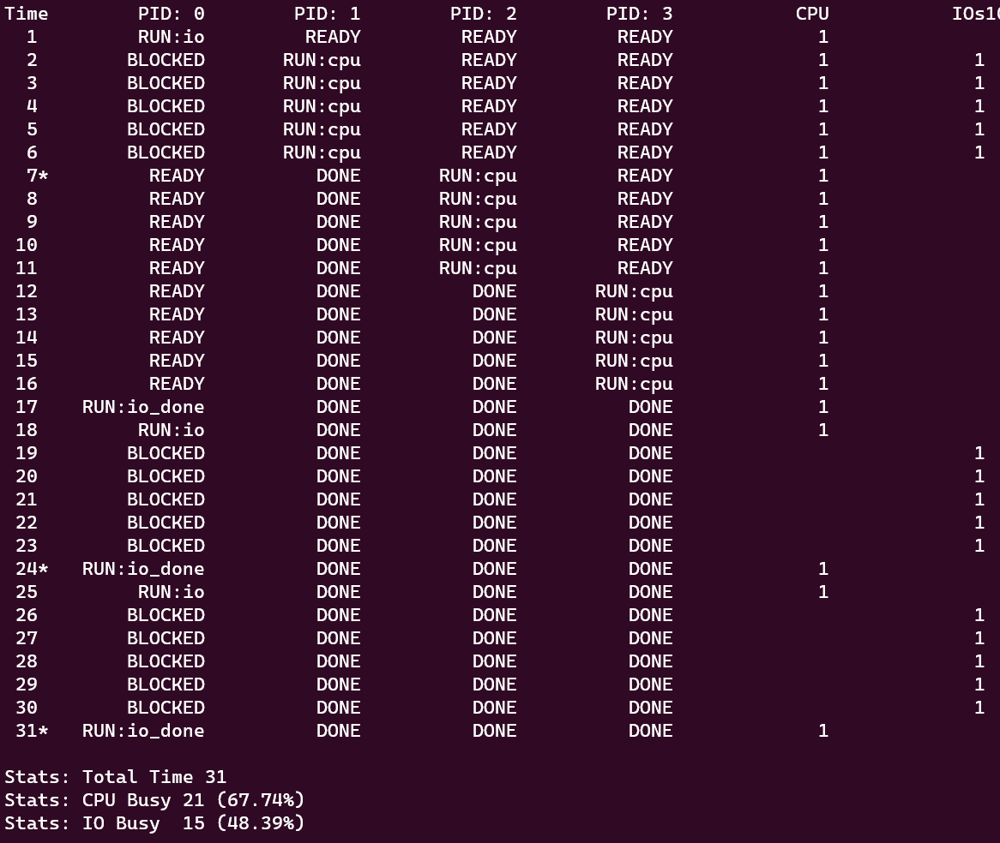 Time        PID: 0        PID: 1        PID: 2        PID: 3           CPU           IOs10
  1         RUN:io         READY         READY         READY             1
  2        BLOCKED       RUN:cpu         READY         READY             1             1
  3        BLOCKED       RUN:cpu         READY         READY             1             1
  4        BLOCKED       RUN:cpu         READY         READY             1             1
  5        BLOCKED       RUN:cpu         READY         READY             1             1
  6        BLOCKED       RUN:cpu         READY         READY             1             1
  7*         READY          DONE       RUN:cpu         READY             1
  8          READY          DONE       RUN:cpu         READY             1
  9          READY          DONE       RUN:cpu         READY             1
 10          READY          DONE       RUN:cpu         READY             1
 11          READY          DONE       RUN:cpu         READY             1
 12          READY          DONE          DONE       RUN:cpu             1
 13          READY          DONE          DONE       RUN:cpu             1
 14          READY          DONE          DONE       RUN:cpu             1
 15          READY          DONE          DONE       RUN:cpu             1
 16          READY          DONE          DONE       RUN:cpu             1
 17    RUN:io_done          DONE          DONE          DONE             1
 18         RUN:io          DONE          DONE          DONE             1
 19        BLOCKED          DONE          DONE          DONE                           1
 20        BLOCKED          DONE          DONE          DONE                           1
 21        BLOCKED          DONE          DONE          DONE                           1
 22        BLOCKED          DONE          DONE          DONE                           1
 23        BLOCKED          DONE          DONE          DONE                           1
 24*   RUN:io_done          DONE          DONE          DONE             1
 25         RUN:io          DONE          DONE          DONE             1
 26        BLOCKED          DONE          DONE          DONE                           1
 27        BLOCKED          DONE          DONE          DONE                           1
 28        BLOCKED          DONE          DONE          DONE                           1
 29        BLOCKED          DONE          DONE          DONE                           1
 30        BLOCKED          DONE          DONE          DONE                           1
 31*   RUN:io_done          DONE          DONE          DONE             1
Stats: Total Time 31
Stats: CPU Busy 21 (67.74%)
Stats: IO Busy  15 (48.39%)